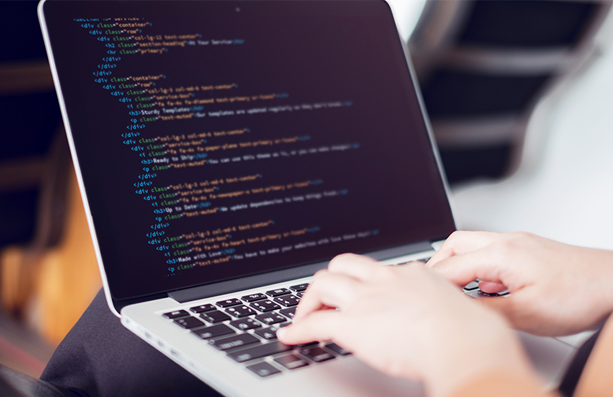 <section id="services">
<div class="container">
<div class="row">
<div class="col-lg-12 text-center">
<h2 class="section-heading">At Your Service</h2>
<hr class="primary">
</div>
</div>
</div>
<div class="container">
<div class="row">
<div class="col-lg-3 col-md-6 text-center">
<div class="service-box">
<i class="fa fa-4x fa-diamond text-primary sr-icons"></i>
<h3>Sturdy Templates</h3>
<p class="text-muted">Our templates are updated regularly so they don't break.</p>
</div>
</div>
<div class="col-lg-3 col-md-6 text-center">
<div class="service-box">
<i class="fa fa-4x fa-paper-plane text-primary sr-icons"></i>
<h3>Ready to Ship</h3>
<p class="text-muted">You can use this theme as is, or you can make changes!</p>
</div>
</div>
<div class="col-lg-3 col-md-6 text-center">
<div class="service-box">
<i class="fa fa-4x fa-newspaper-o text-primary sr-icons"></i>
<h3>Up to Date</h3>
<p class="text-muted">We update dependencies to keep things fresh.</p>
</div>
</div>
<div class="col-lg-3 col-md-6 text-center">
<div class="service-box">
<i class="fa fa-4x fa-heart text-primary sr-icons"></i>
<h3>Made with Love</h3>
<p class="text-muted">You have to make your websites with love these days!</p>